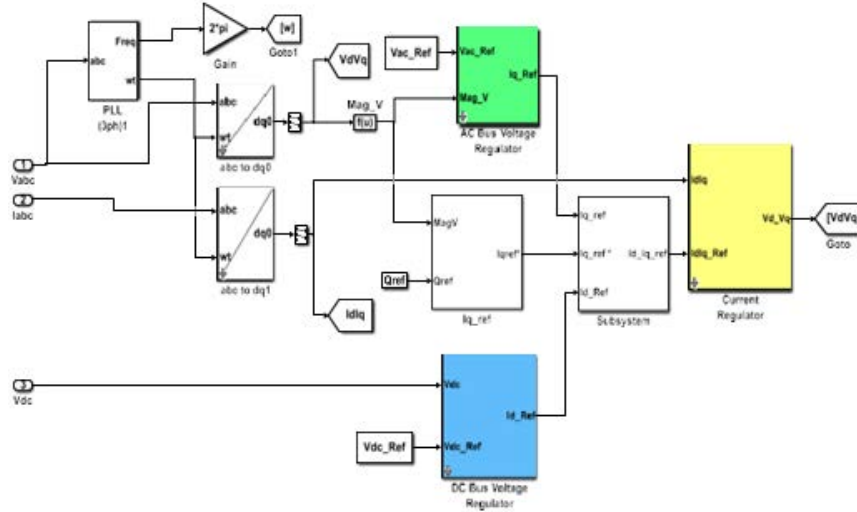 Freq
abc
wt
PLL
(3ph)1
2*pi
Gain
[w]
Goto1
VdVq
abc
wt
dq0
abc to dq0
Mag_V
f(u)
Vac_Ref
Vac_Ref
Iq_Ref
Mag_V
AC Bus Voltage
Regulator
1
Vabc
2
Iabc
abc
wt
dq0
abc to dq1
IdIq
MagV
Iqref*
Qref
Qref
Iq_ref
Iq_ref
Iq_ref*
Id_Iq_ref
Id_Ref
Subsystem
IdIq
Vd_Vq
IdIq_Ref
Current
Regulator
[VdVq
Goto
3
Vdc
Vdc
Id_Ref
Vdc_Ref
Vdc_Ref
DC Bus Voltage
Regulator